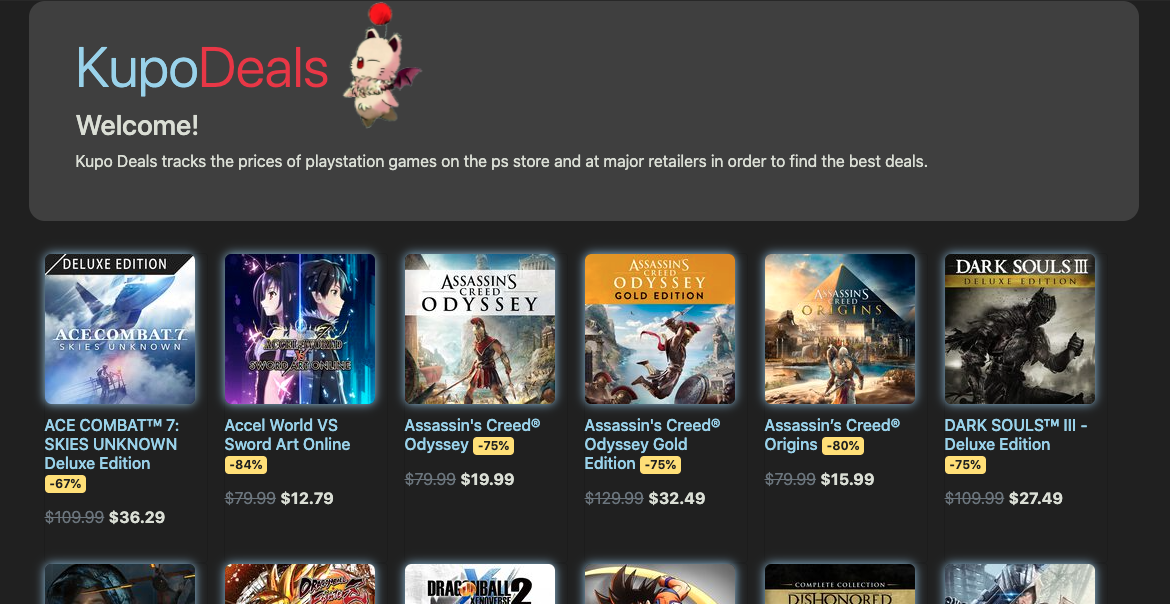 KupoDeals
Welcome!
Kupo Deals tracks the prices of playstation games on the ps store and at major retailers in order to find the best deals.
DELUXE EDITION
ACE COMBAT 7
SKIES UNKNOWN
ACCEL WORLD
VS
SWORD ART ONLINE
ASSASSIN'S
CREED
ODYSSEY
ASSASSIN'S
CREED
ODYSSEY
GOLD EDITION
ASSASSIN'S
CREED
ORIGINS
DARK SOULS III
DELUXE EDITION
ACE COMBAT™ 7:
SKIES UNKNOWN
Deluxe Edition
-67%
$109.99 $36.29
Accel World VS
Sword Art Online
-84%
$79.99 $12.79
Assassin's Creed®
Odyssey -75%
$79.99 $19.99
Assassin's Creed®
Odyssey Gold
Edition -75%
$129.99 $32.49
Assassin's Creed®
Origins -80%
$79.99 $15.99
DARK SOULS™ III -
Deluxe Edition
-75%
$109.99 $27.49
DRAGONBALL
XENOVERSE 2
COMPLETE COLLECTION
DISHONORED